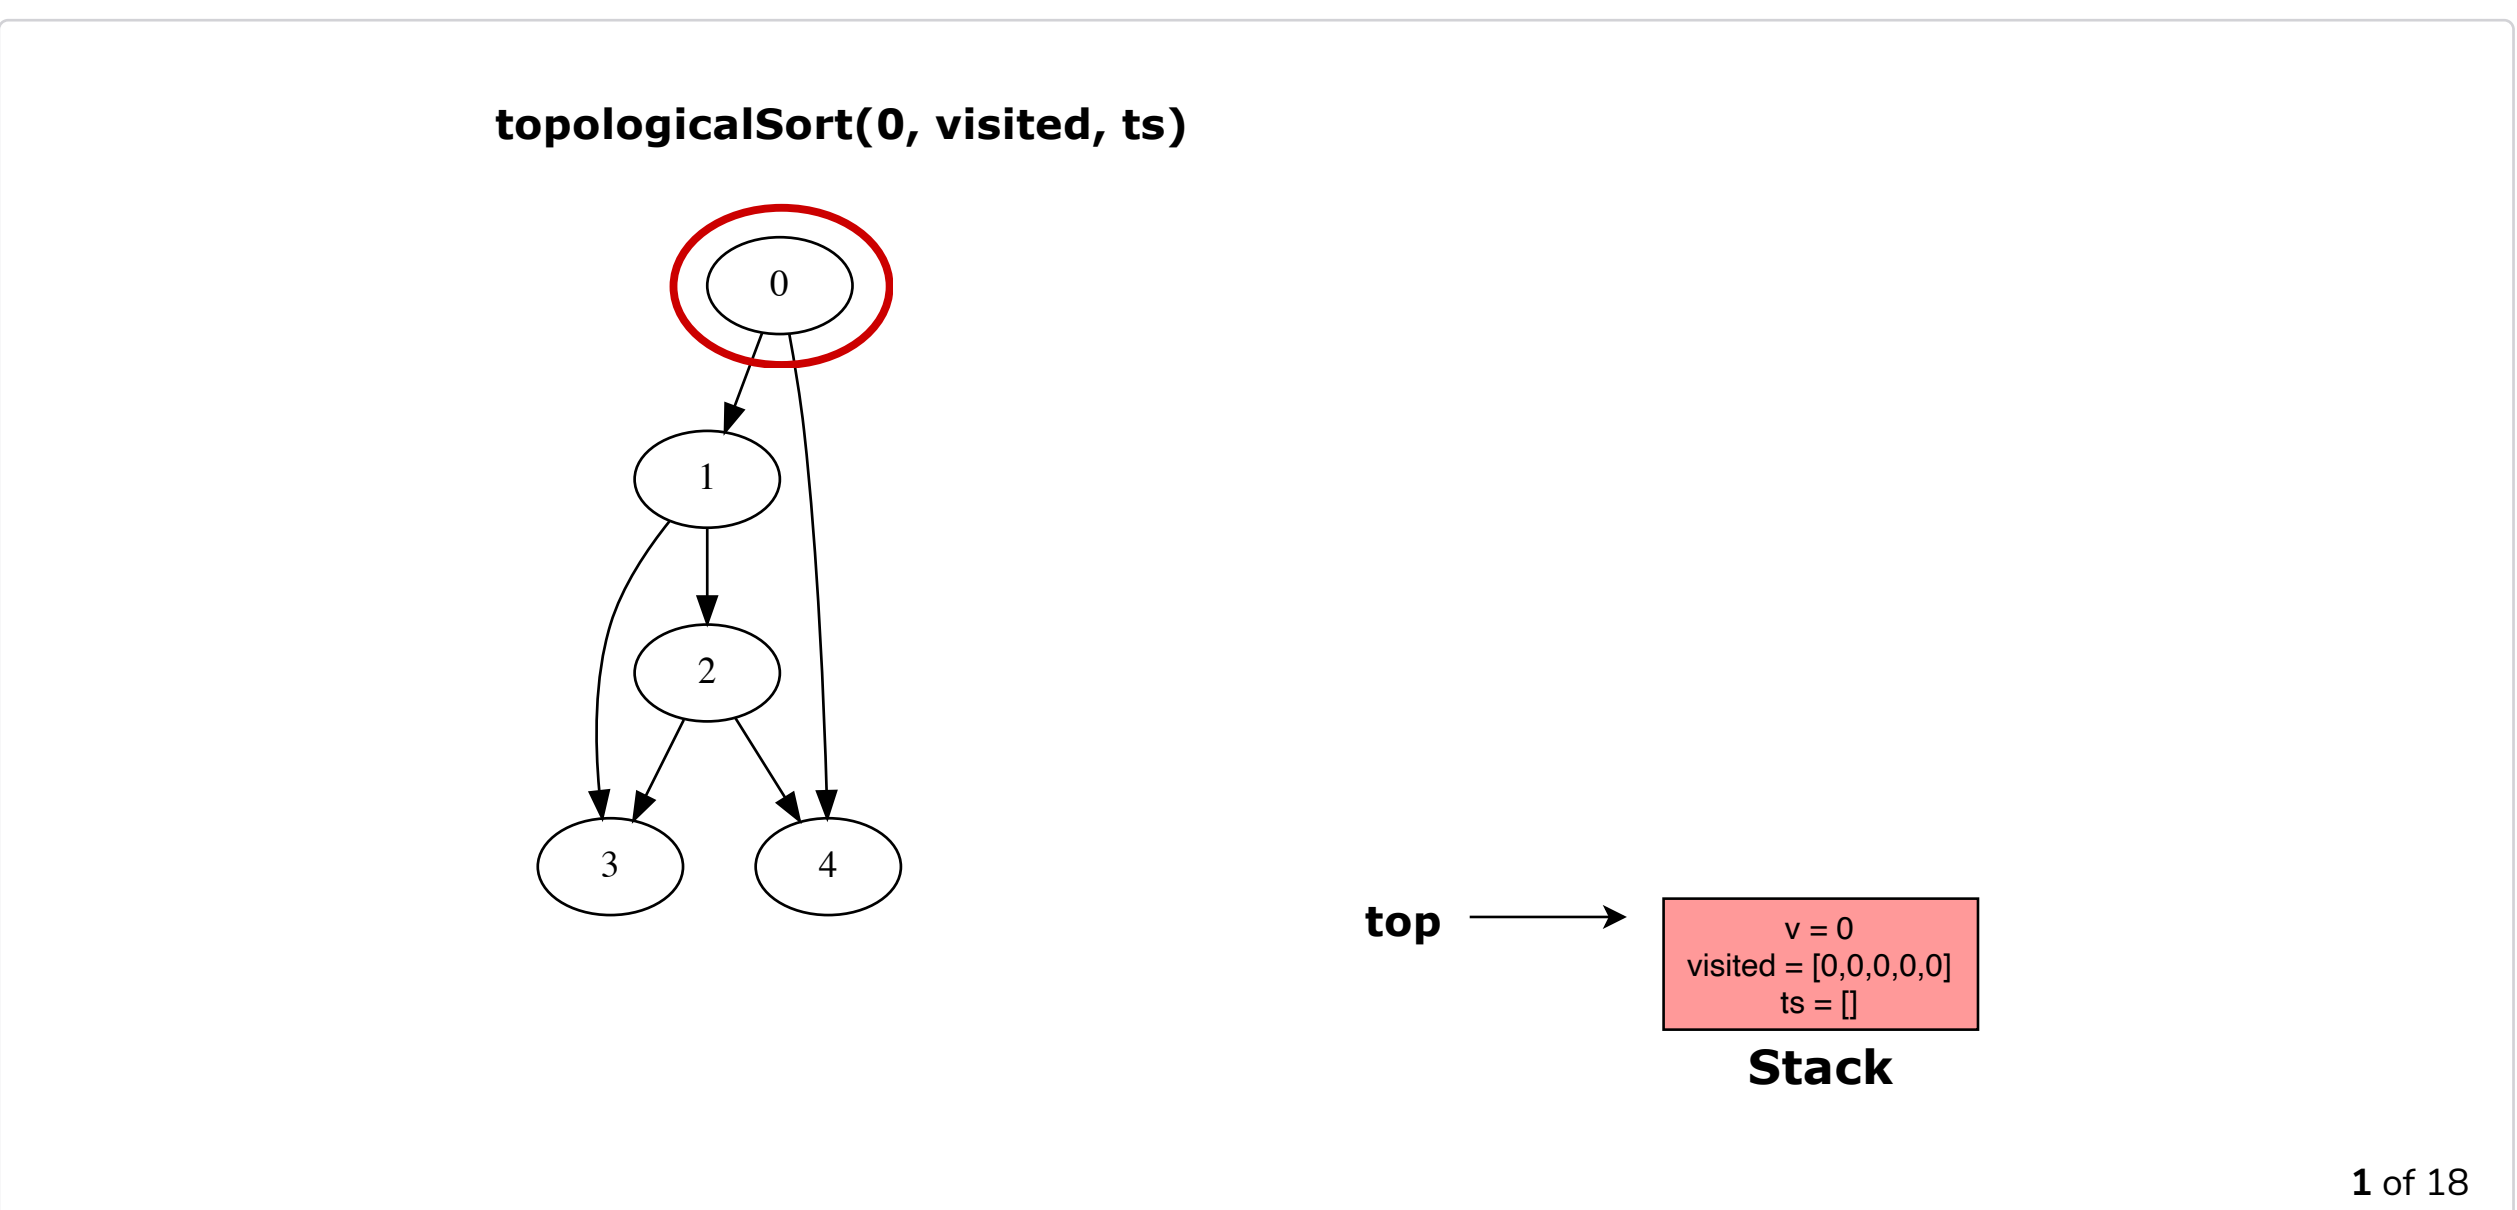 topologicalSort(0, visited, ts)
0
1
2
3
4
top
v = 0
visited = [0,0,0,0,0]
ts = []
Stack
1 of 18